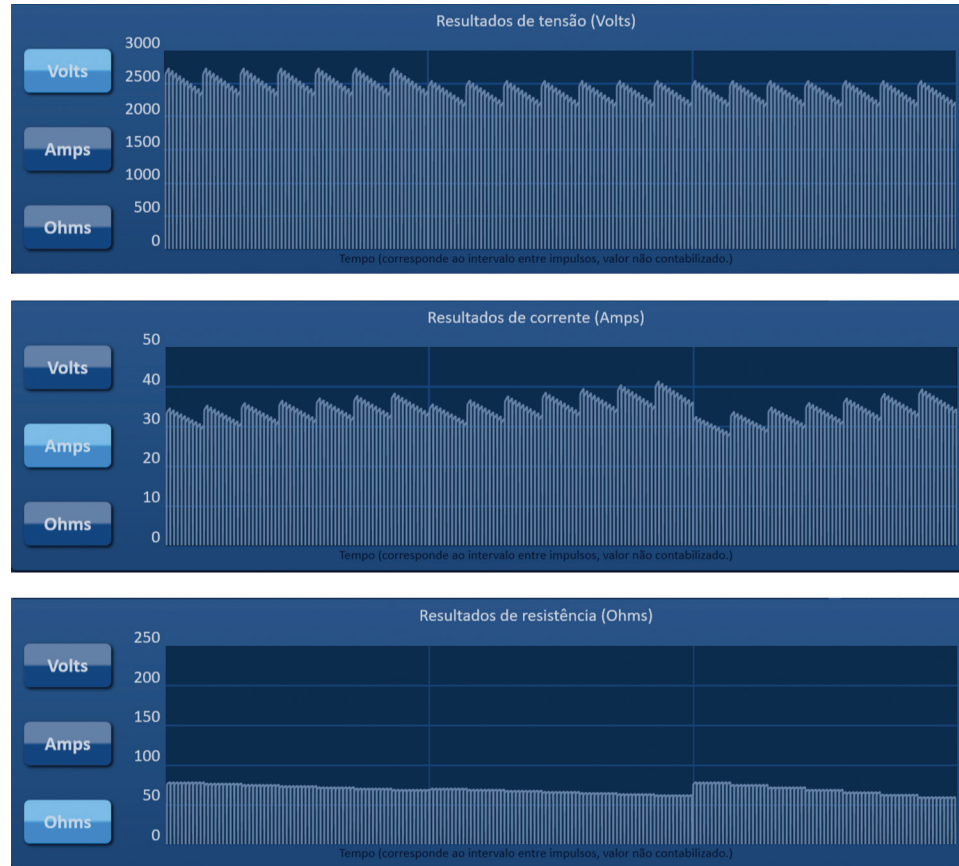 Resultados de tensão (Volts)
3000
Volts
2500
2000
Amps
1500
1000
500
Ohms
0
Tempo (corresponde ao intervalo entre impulsos, valor não contabilizado.)
Resultados de corrente (Amps)
50
Volts
40
30
Amps
20
10
Ohms
0
Tempo (corresponde ao intervalo entre impulsos, valor não contabilizado.)
Resultados de resistência (Ohms)
250
Volts
200
150
Amps
100
50
Ohms
0
Tempo (corresponde ao intervalo entre impulsos, valor não contabilizado.)